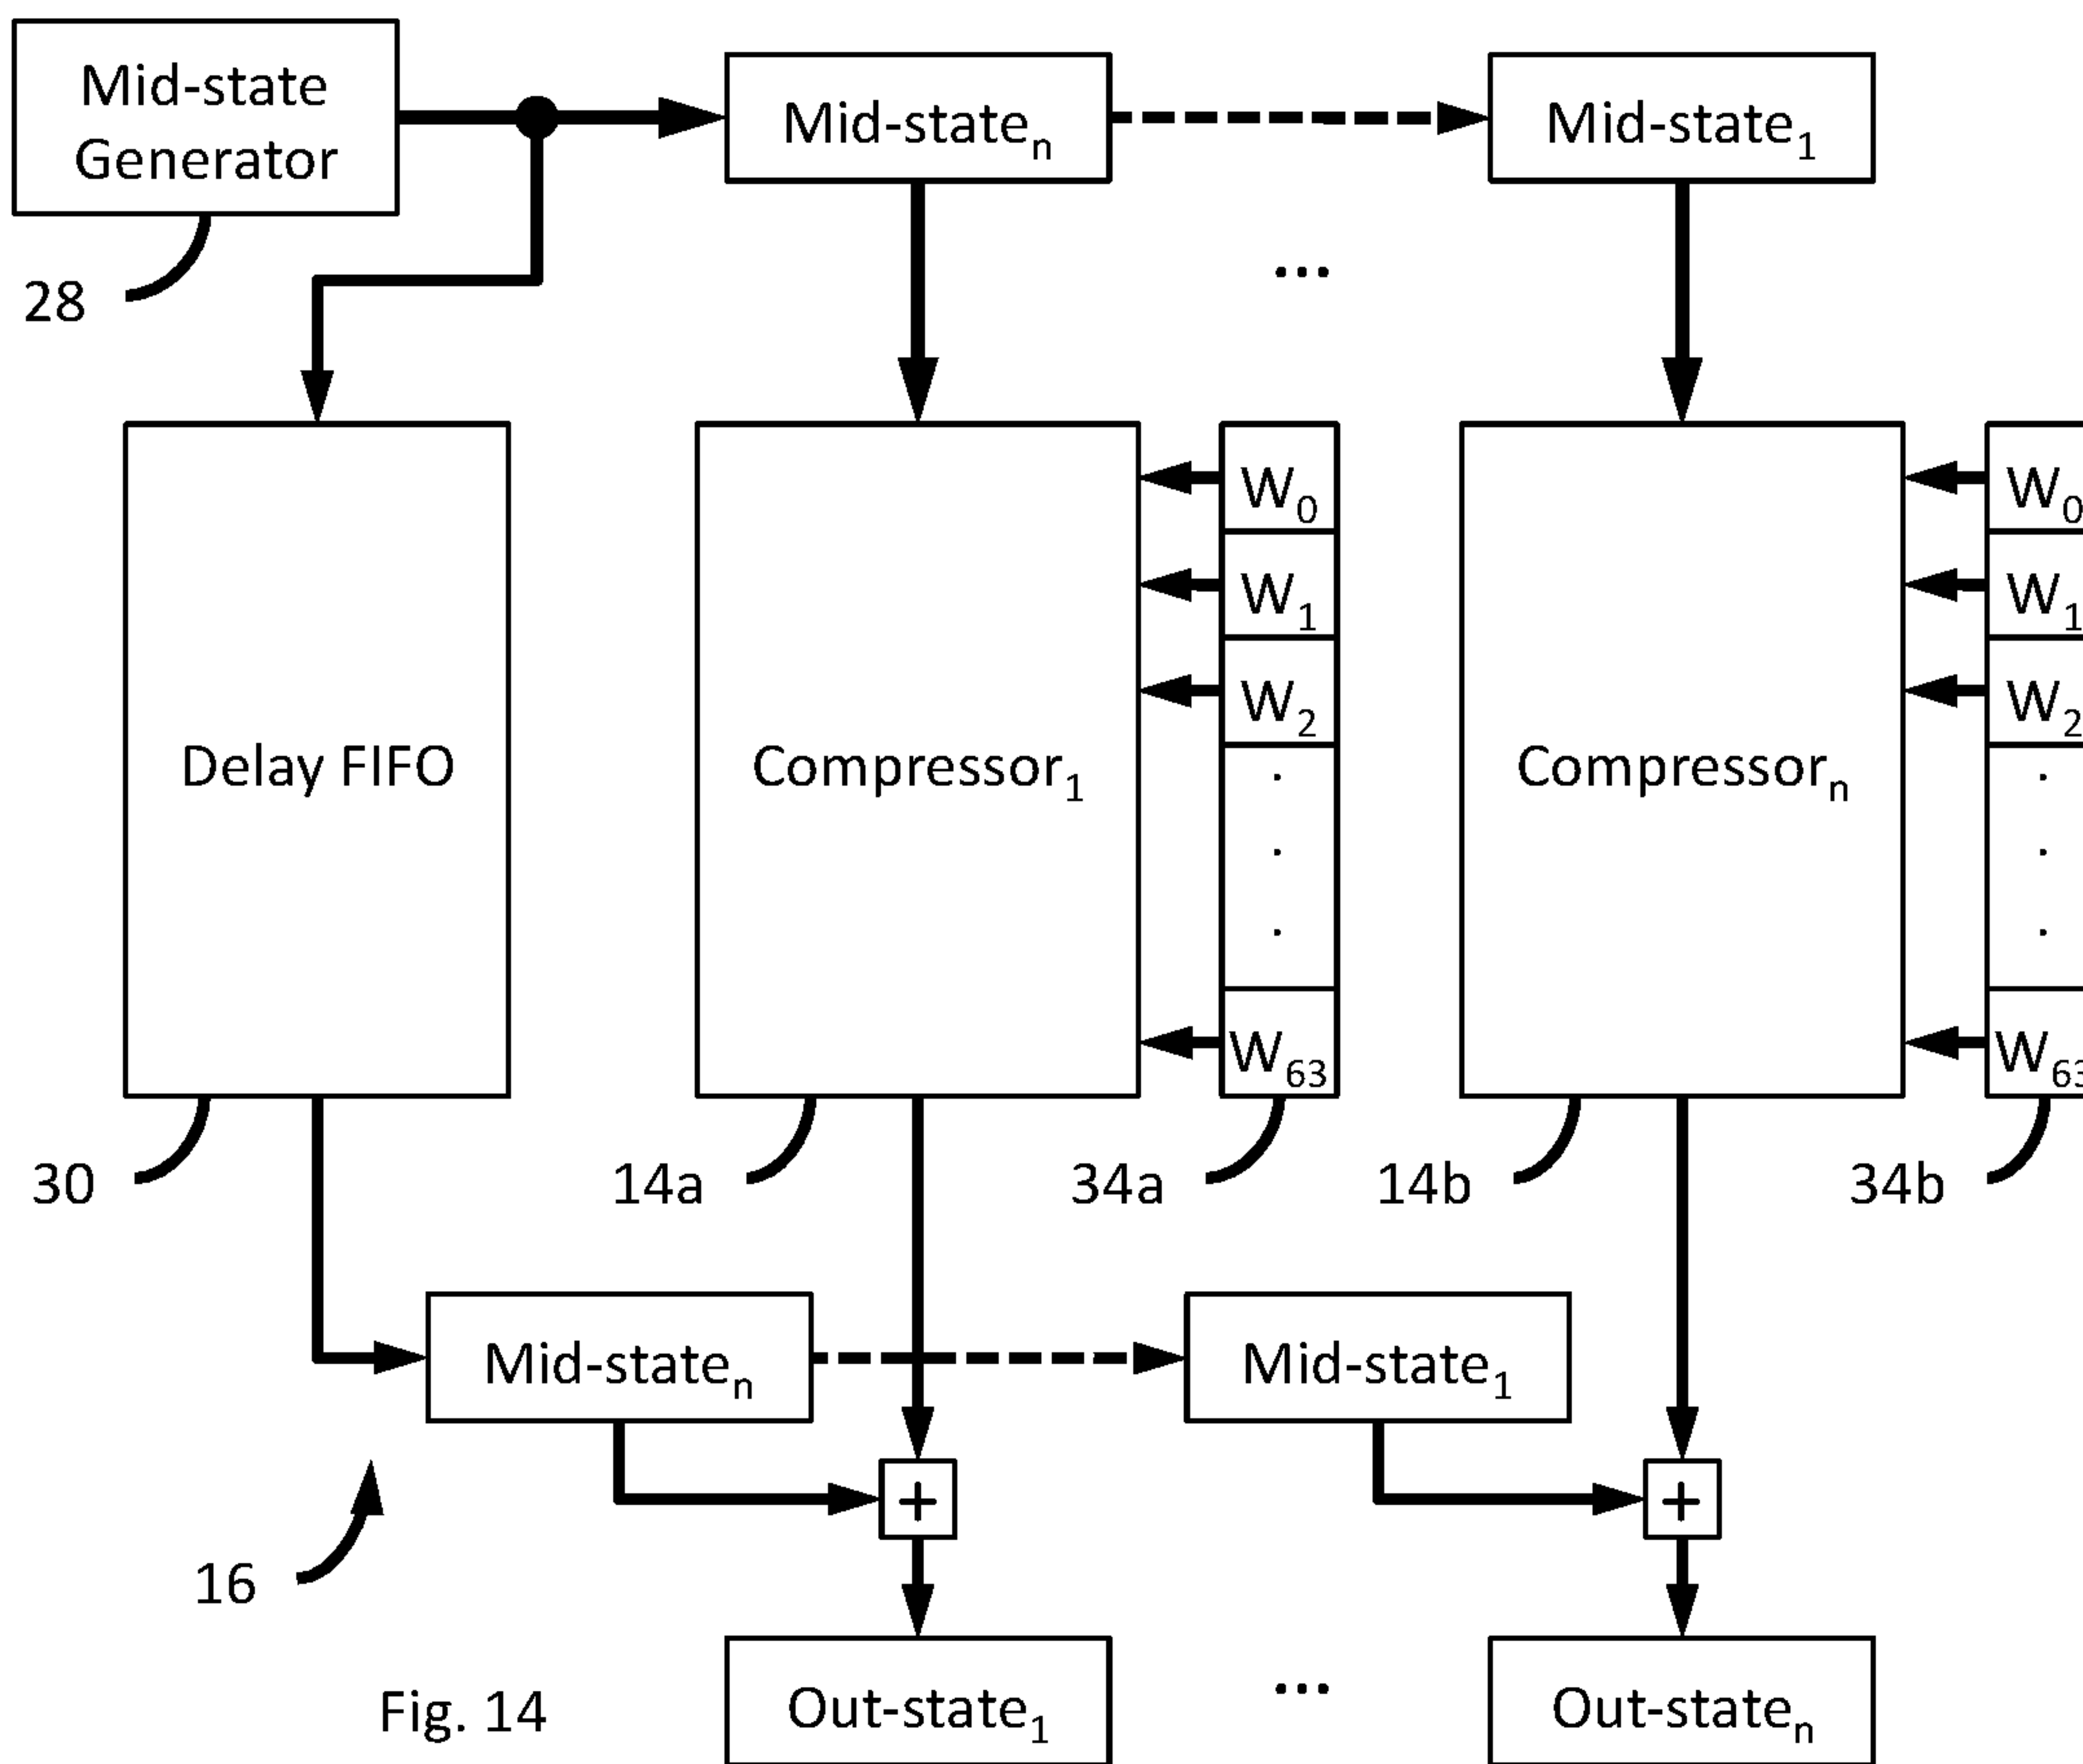 Mid-state
Generator
Mid-stateₙ
Mid-state₁
28
...
Delay FIFO
Compressor₁
W₀
W₁
W₂
.
.
.
W₆₃
Compressorₙ
W₀
W₁
W₂
.
.
.
W₆₃
30
14a
34a
14b
34b
Mid-stateₙ
Mid-state₁
+
+
16
Fig. 14
Out-state₁
...
Out-stateₙ